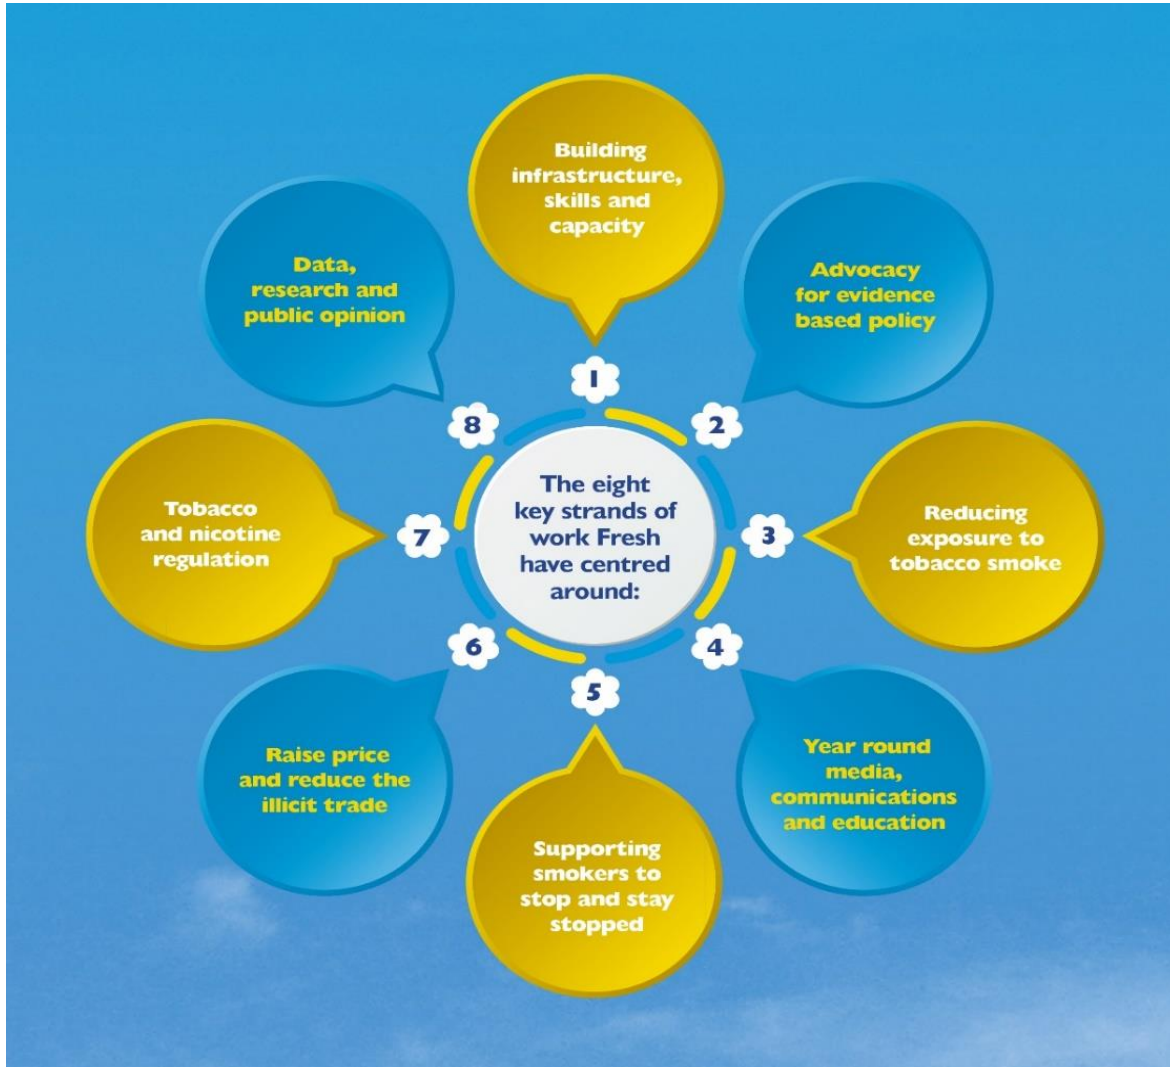 The eight
key strands of
work Fresh
have centred
around:
1
Building
infrastructure,
skills and
capacity
2
Advocacy
for evidence
based policy
3
Reducing
exposure to
tobacco smoke
4
Year round
media,
communications
and education
5
Supporting
smokers to
stop and stay
stopped
6
Raise price
and reduce the
illicit trade
7
Tobacco
and nicotine
regulation
8
Data,
research and
public opinion